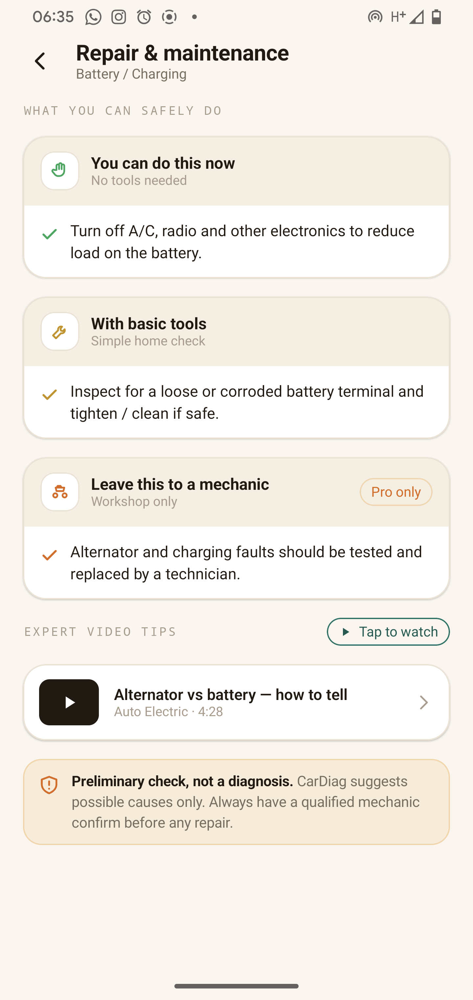 06:35
H+
Repair & maintenance
Battery / Charging
WHAT YOU CAN SAFELY DO
You can do this now
No tools needed
Turn off A/C, radio and other electronics to reduce
load on the battery.
With basic tools
Simple home check
Inspect for a loose or corroded battery terminal and
tighten / clean if safe.
Leave this to a mechanic
Workshop only
Pro only
Alternator and charging faults should be tested and
replaced by a technician.
EXPERT VIDEO TIPS
Tap to watch
Alternator vs battery — how to tell
Auto Electric · 4:28
Preliminary check, not a diagnosis. CarDiag suggests
possible causes only. Always have a qualified mechanic
confirm before any repair.